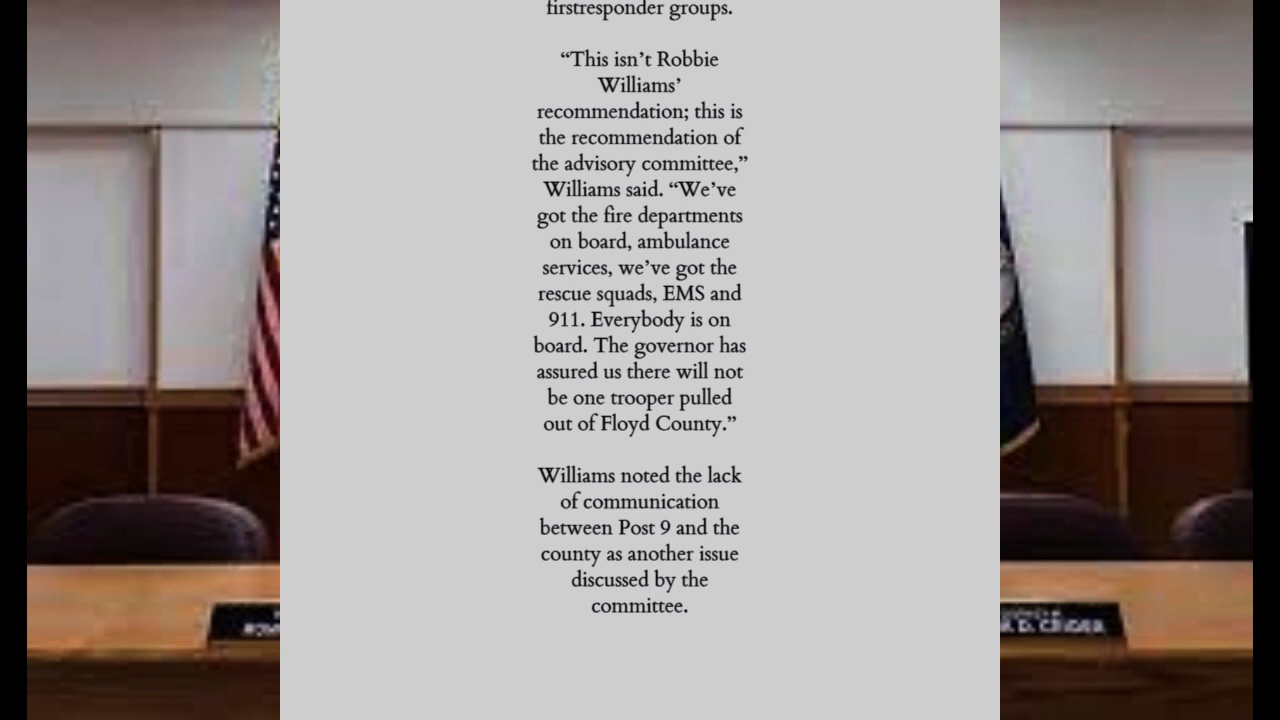 firstresponder groups.
“This isn’t Robbie
Williams’
recommendation; this is
the recommendation of
the advisory committee,”
Williams said. “We’ve
got the fire departments
on board, ambulance
services, we’ve got the
rescue squads, EMS and
911. Everybody is on
board. The governor has
assured us there will not
be one trooper pulled
out of Floyd County.”
Williams noted the lack
of communication
between Post 9 and the
county as another issue
discussed by the
committee.